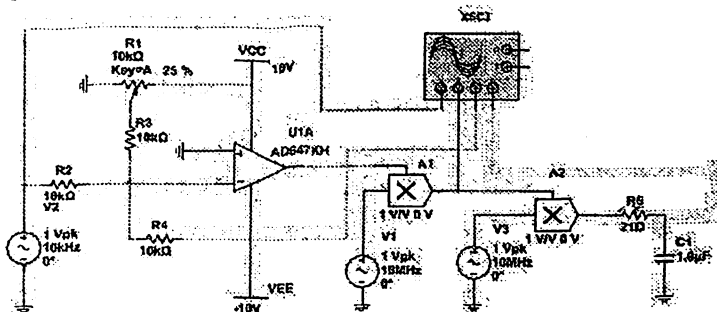 XSC1
R1
10kΩ
Key=A 25 %
VCC
10V
R3
10kΩ
U1A
AD647KH
R2
10kΩ
V2
1 Vpk
10kHz
0°
R4
10kΩ
VEE
-10V
A1
1 V/V 0 V
V1
1 Vpk
10MHz
0°
A2
1 V/V 0 V
V3
1 Vpk
10MHz
0°
R5
21Ω
C1